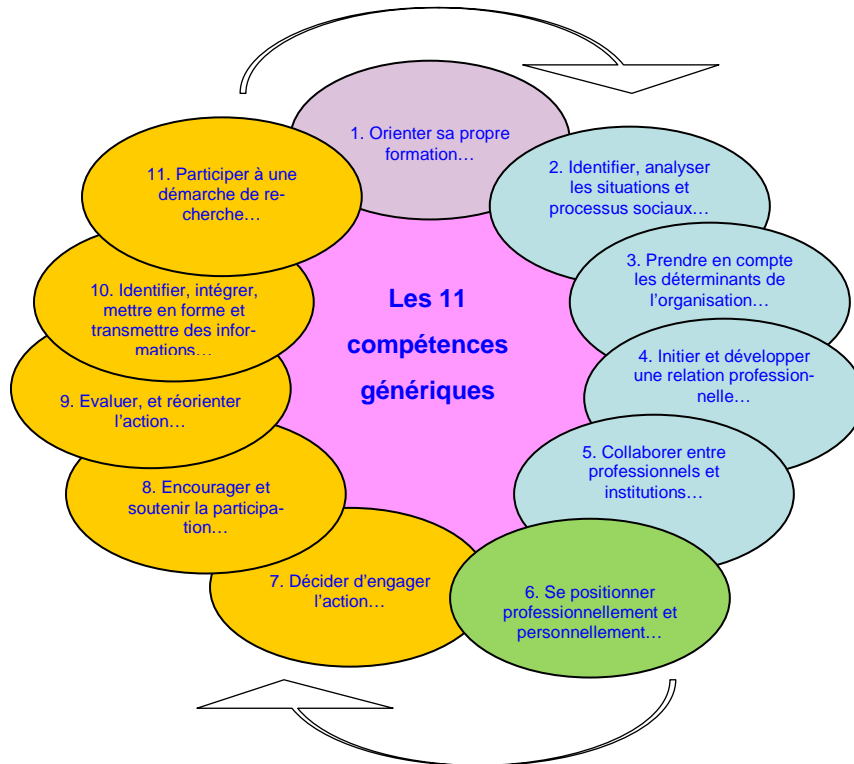 1. Orienter sa propre
formation…
2. Identifier, analyser
les situations et
processus sociaux…
3. Prendre en compte
les déterminants de
l'organisation…
4. Initier et développer
une relation profession-
nelle…
5. Collaborer entre
professionnels et
institutions…
6. Se positionner
professionnellement et
personnellement…
7. Décider d'engager
l'action…
8. Encourager et
soutenir la participa-
tion…
9. Evaluer, et réorienter
l'action…
10. Identifier, intégrer,
mettre en forme et
transmettre des infor-
mations…
11. Participer à une
démarche de re-
cherche…
Les 11
compétences
génériques